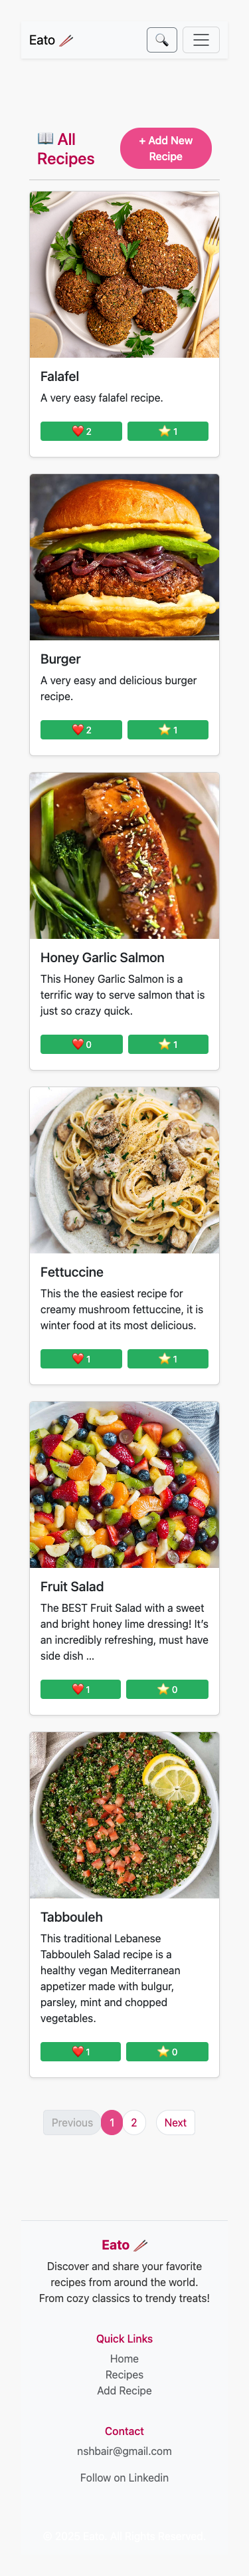 Eato 🥢
🔍
📖 All
Recipes
+ Add New
Recipe
Falafel
A very easy falafel recipe.
❤️ 2
⭐ 1
Burger
A very easy and delicious burger
recipe.
❤️ 2
⭐ 1
Honey Garlic Salmon
This Honey Garlic Salmon is a
terrific way to serve salmon that is
just so crazy quick.
❤️ 0
⭐ 1
Fettuccine
This the the easiest recipe for
creamy mushroom fettuccine, it is
winter food at its most delicious.
❤️ 1
⭐ 1
Fruit Salad
The BEST Fruit Salad with a sweet
and bright honey lime dressing! It's
an incredibly refreshing, must have
side dish ...
❤️ 1
⭐ 0
Tabbouleh
This traditional Lebanese
Tabbouleh Salad recipe is a
healthy vegan Mediterranean
appetizer made with bulgur,
parsley, mint and chopped
vegetables.
❤️ 1
⭐ 0
Previous 1 2 Next
Eato 🥢
Discover and share your favorite
recipes from around the world.
From cozy classics to trendy treats!
Quick Links
Home
Recipes
Add Recipe
Contact
nshbair@gmail.com
Follow on Linkedin